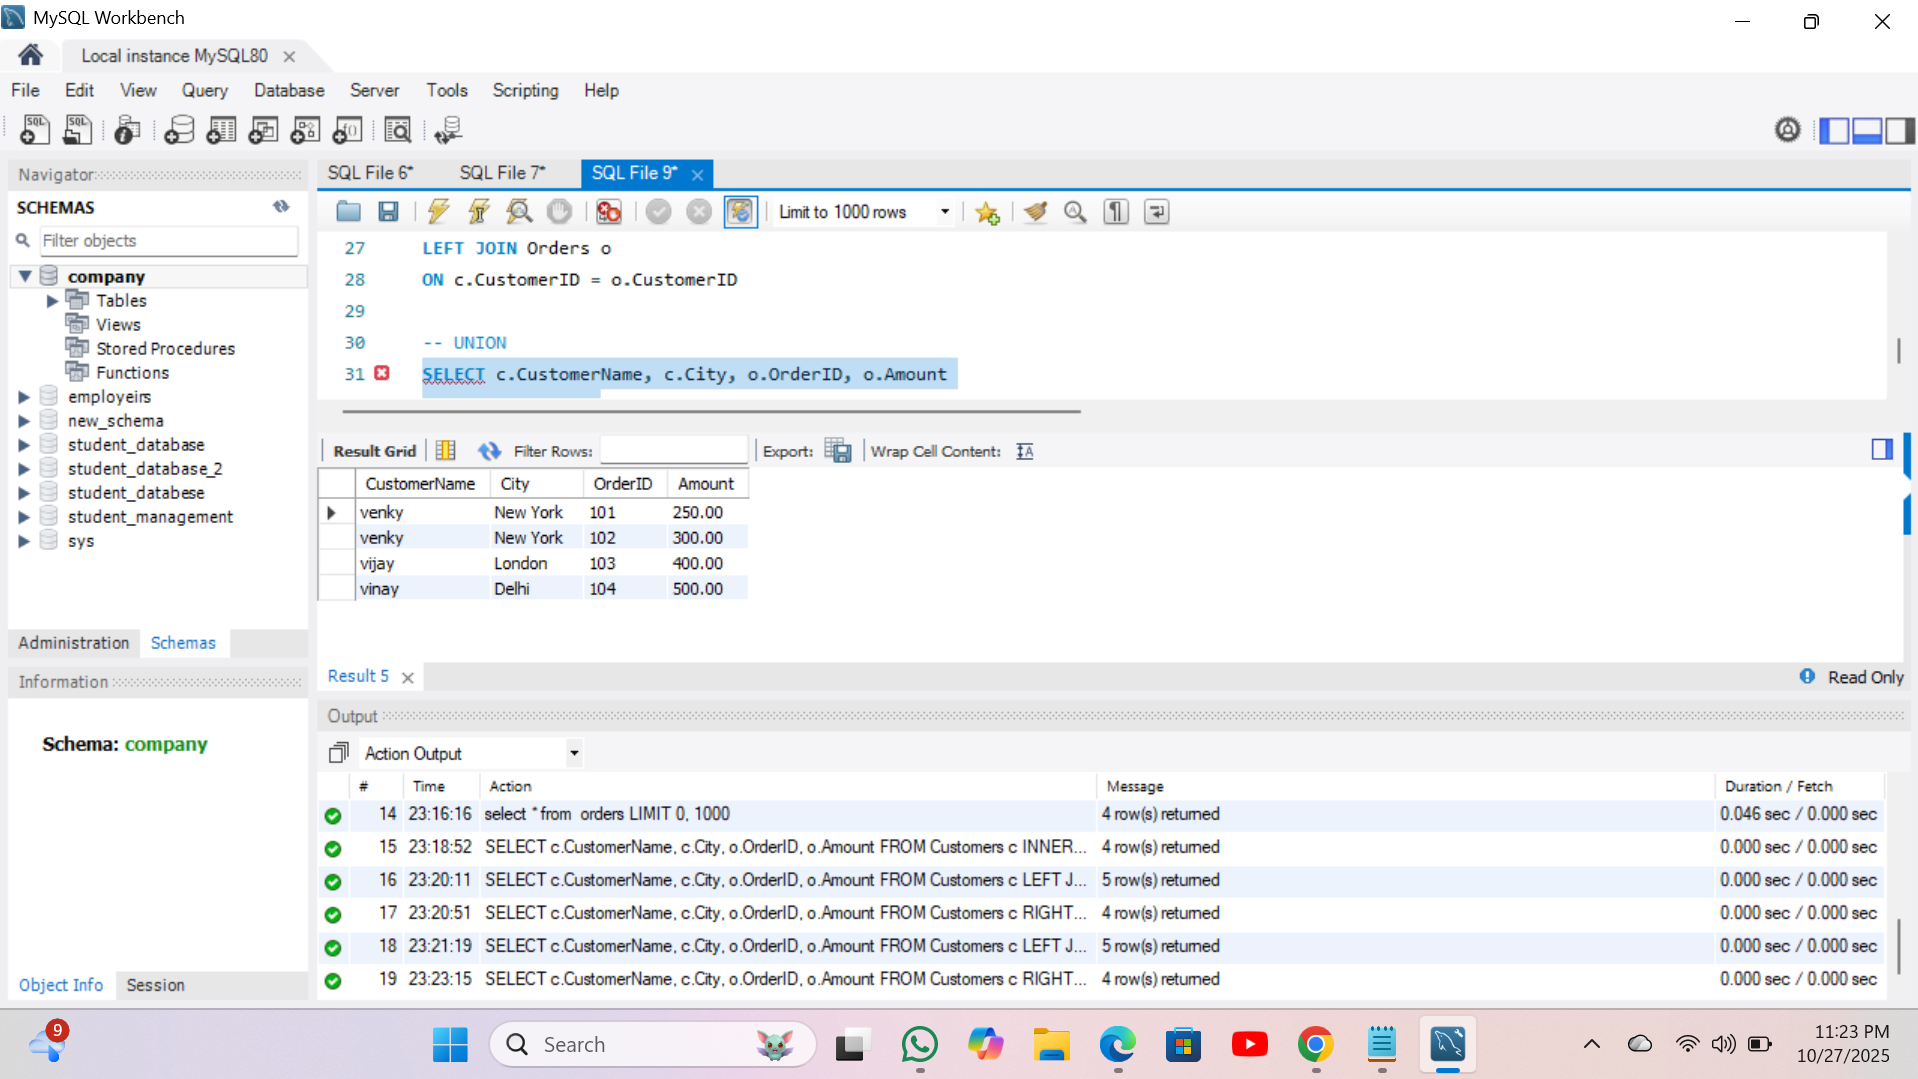 MySQL Workbench
Local instance MySQL80
File Edit View Query Database Server Tools Scripting Help
Navigator
SCHEMAS
Filter objects
company
Tables
Views
Stored Procedures
Functions
employeirs
new_schema
student_datbase
student_datbase_2
student_databese
student_management
sys
Administration Schemas
Information
Schema: company
Object Info Session
SQL File 6* SQL File 7* SQL File 9*
Limit to 1000 rows
27 LEFT JOIN Orders o
28 ON c.CustomerID = o.CustomerID
29
30 -- UNION
31 SELECT c.CustomerName, c.City, o.OrderID, o.Amount
Result Grid Filter Rows: Export: Wrap Cell Content:
CustomerName City OrderID Amount
venky New York 101 250.00
venky New York 102 300.00
vijay London 103 400.00
vinay Delhi 104 500.00
Result 5 Read Only
Output
Action Output
# Time Action Message Duration / Fetch
14 23:16:16 select * from orders LIMIT 0, 1000 4 row(s) returned 0.046 sec / 0.000 sec
15 23:18:52 SELECT c.CustomerName, c.City, o.OrderID, o.Amount FROM Customers c INNER... 4 row(s) returned 0.000 sec / 0.000 sec
16 23:20:11 SELECT c.CustomerName, c.City, o.OrderID, o.Amount FROM Customers c LEFT J... 5 row(s) returned 0.000 sec / 0.000 sec
17 23:20:51 SELECT c.CustomerName, c.City, o.OrderID, o.Amount FROM Customers c RIGHT... 4 row(s) returned 0.000 sec / 0.000 sec
18 23:21:19 SELECT c.CustomerName, c.City, o.OrderID, o.Amount FROM Customers c LEFT J... 5 row(s) returned 0.000 sec / 0.000 sec
19 23:23:15 SELECT c.CustomerName, c.City, o.OrderID, o.Amount FROM Customers c RIGHT... 4 row(s) returned 0.000 sec / 0.000 sec
9
Search
11:23 PM
10/27/2025